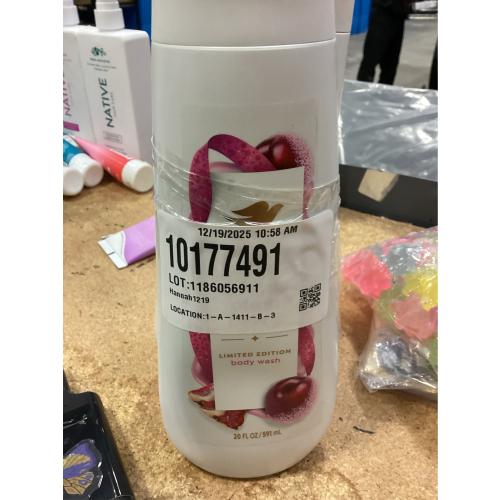 NATIVE
NATIVE
12/19/2025 10:58 AM
10177491
LOT:1186056911
Hannah1219
LOCATION:1-A-1411-B-3
LIMITED EDITION
body wash
20 FL OZ/591 mL